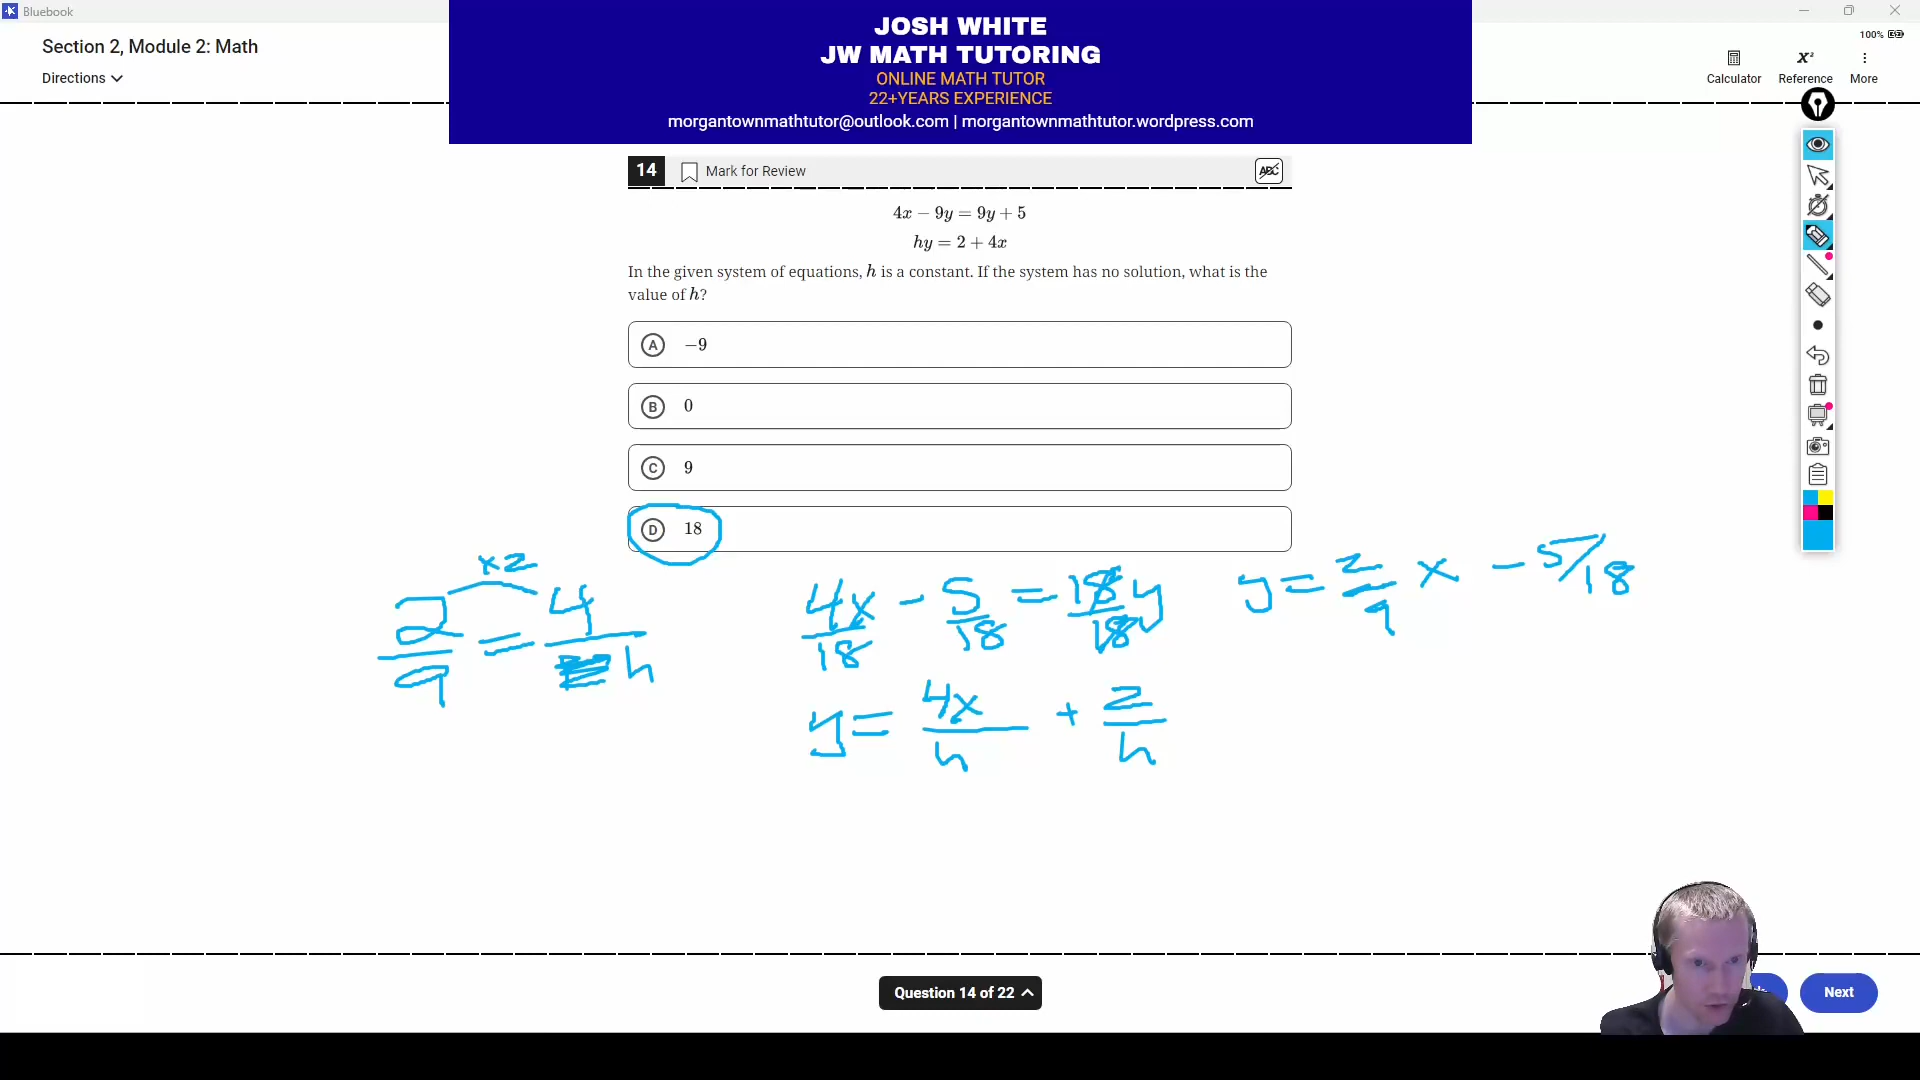 Bluebook
Section 2, Module 2: Math
Directions
JOSH WHITE
JW MATH TUTORING
ONLINE MATH TUTOR
22+YEARS EXPERIENCE
morgantownmathtutor@outlook.com | morgantownmathtutor.wordpress.com
100%
Calculator
x²
Reference
More
14 Mark for Review ABC
4x − 9y = 9y + 5
hy = 2 + 4x
In the given system of equations, h is a constant. If the system has no solution, what is the
value of h?
A −9
B 0
C 9
D 18
×2
2/9 = 4/h
4x/18 − 5/18 = 18y/18
y = 2/9 x − 5/18
y = 4x/h + 2/h
Question 14 of 22
Next